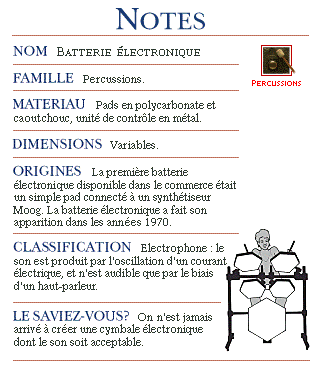 NOTES
NOM BATTERIE ÉLECTRONIQUE
PERCUSSIONS
FAMILLE Percussions.
MATERIAU Pads en polycarbonate et
caoutchouc, unité de contrôle en métal.
DIMENSIONS Variables.
ORIGINES La première batterie
électronique disponible dans le commerce était
un simple pad connecté à un synthétiseur
Moog. La batterie électronique a fait son
apparition dans les années 1970.
CLASSIFICATION Electrophone : le
son est produit par l'oscillation d'un courant
électrique, et n'est audible que par le biais
d'un haut-parleur.
LE SAVIEZ-VOUS? On n'est jamais
arrivé à créer une cymbale électronique
dont le son soit acceptable.